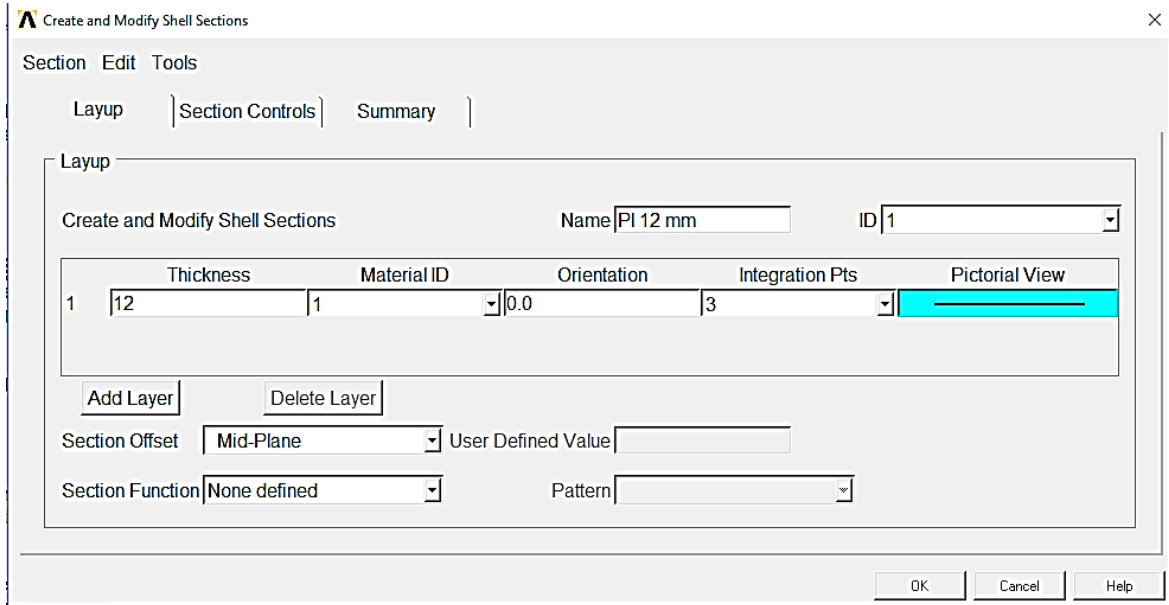 Create and Modify Shell Sections
Section Edit Tools
Layup Section Controls Summary
Layup
Create and Modify Shell Sections Name Pl 12 mm ID 1
Thickness Material ID Orientation Integration Pts Pictorial View
1 12 1 0.0 3
Add Layer Delete Layer
Section Offset Mid-Plane User Defined Value
Section Function None defined Pattern
OK Cancel Help